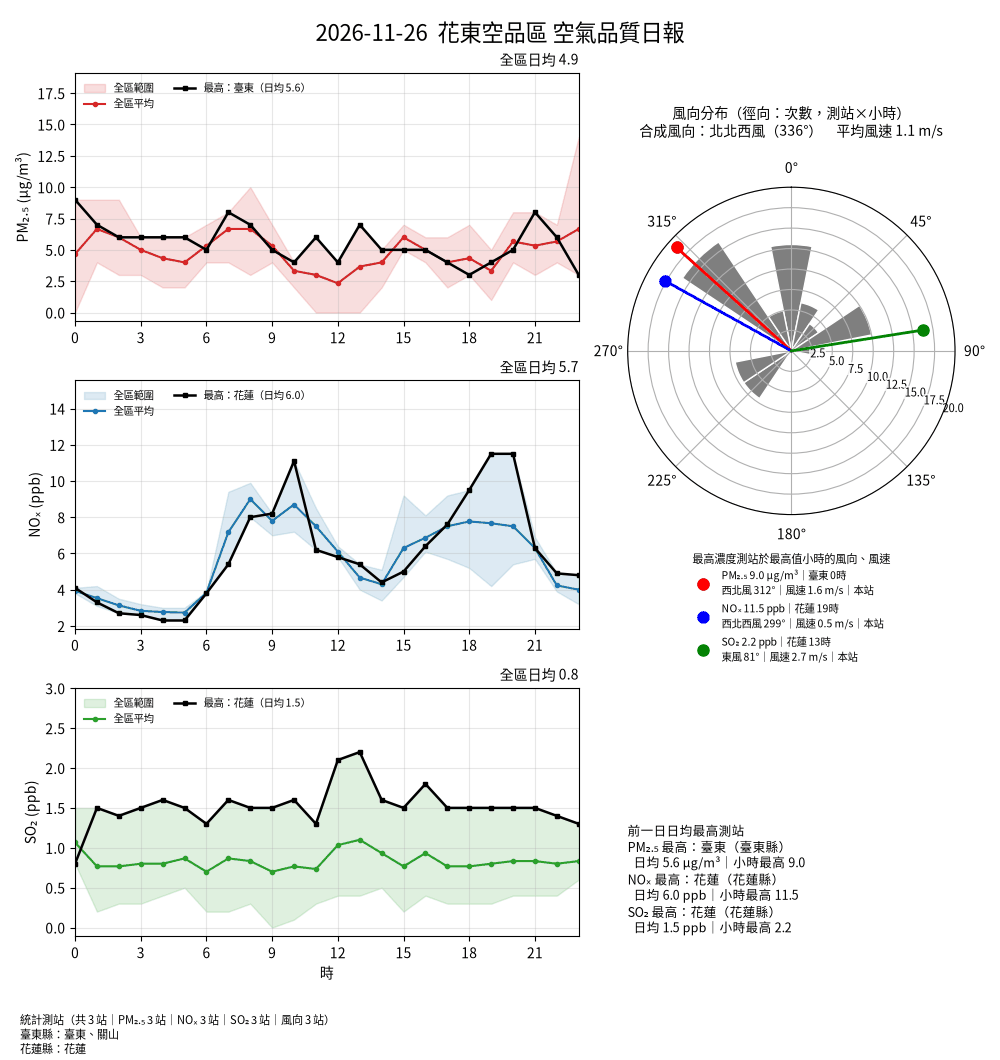 2026-11-26 花東空品區 空氣品質日報
全區日均 4.9
PM₂.₅ (μg/m³)
17.5
15.0
12.5
10.0
7.5
5.0
2.5
0.0
全區範圍
全區平均
最高：臺東（日均 5.6）
0 3 6 9 12 15 18 21
全區日均 5.7
NOₓ (ppb)
14
12
10
8
6
4
2
全區範圍
全區平均
最高：花蓮（日均 6.0）
0 3 6 9 12 15 18 21
全區日均 0.8
SO₂ (ppb)
3.0
2.5
2.0
1.5
1.0
0.5
0.0
全區範圍
全區平均
最高：花蓮（日均 1.5）
0 3 6 9 12 15 18 21
時
風向分布（徑向：次數，測站×小時）
合成風向：北北西風（336°） 平均風速 1.1 m/s
0°
45°
90°
135°
180°
225°
270°
315°
2.5 5.0 7.5 10.0 12.5 15.0 17.5 20.0
最高濃度測站於最高值小時的風向、風速
PM₂.₅ 9.0 μg/m³｜臺東 0時
西北風 312°｜風速 1.6 m/s｜本站
NOₓ 11.5 ppb｜花蓮 19時
西北西風 299°｜風速 0.5 m/s｜本站
SO₂ 2.2 ppb｜花蓮 13時
東風 81°｜風速 2.7 m/s｜本站
前一日日均最高測站
PM₂.₅ 最高：臺東（臺東縣）
日均 5.6 μg/m³｜小時最高 9.0
NOₓ 最高：花蓮（花蓮縣）
日均 6.0 ppb｜小時最高 11.5
SO₂ 最高：花蓮（花蓮縣）
日均 1.5 ppb｜小時最高 2.2
統計測站（共 3 站｜PM₂.₅ 3 站｜NOₓ 3 站｜SO₂ 3 站｜風向 3 站）
臺東縣：臺東、關山
花蓮縣：花蓮